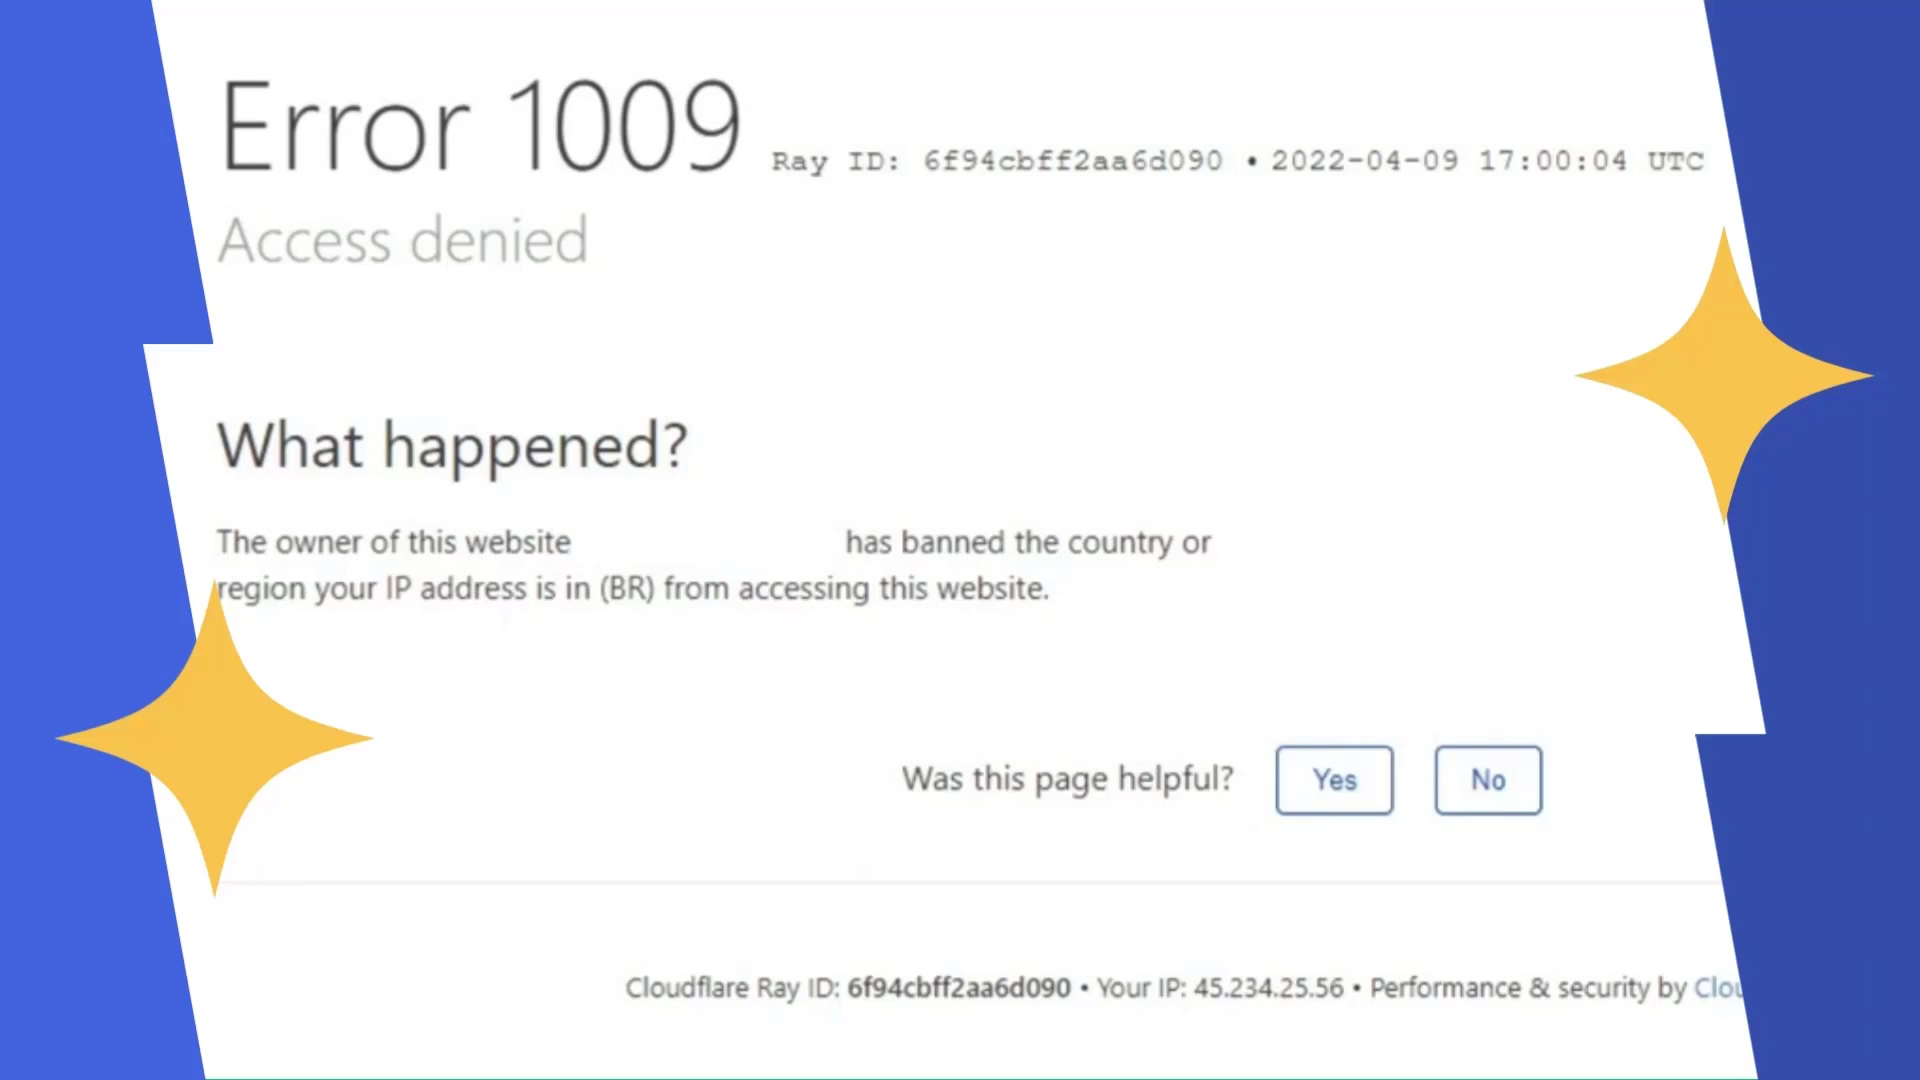 Error 1009 Ray ID: 6f94cbff2aa6d090 • 2022-04-09 17:00:04 UTC
Access denied
What happened?
The owner of this website has banned the country or
region your IP address is in (BR) from accessing this website.
Was this page helpful? Yes No
Cloudflare Ray ID: 6f94cbff2aa6d090 • Your IP: 45.234.25.56 • Performance & security by